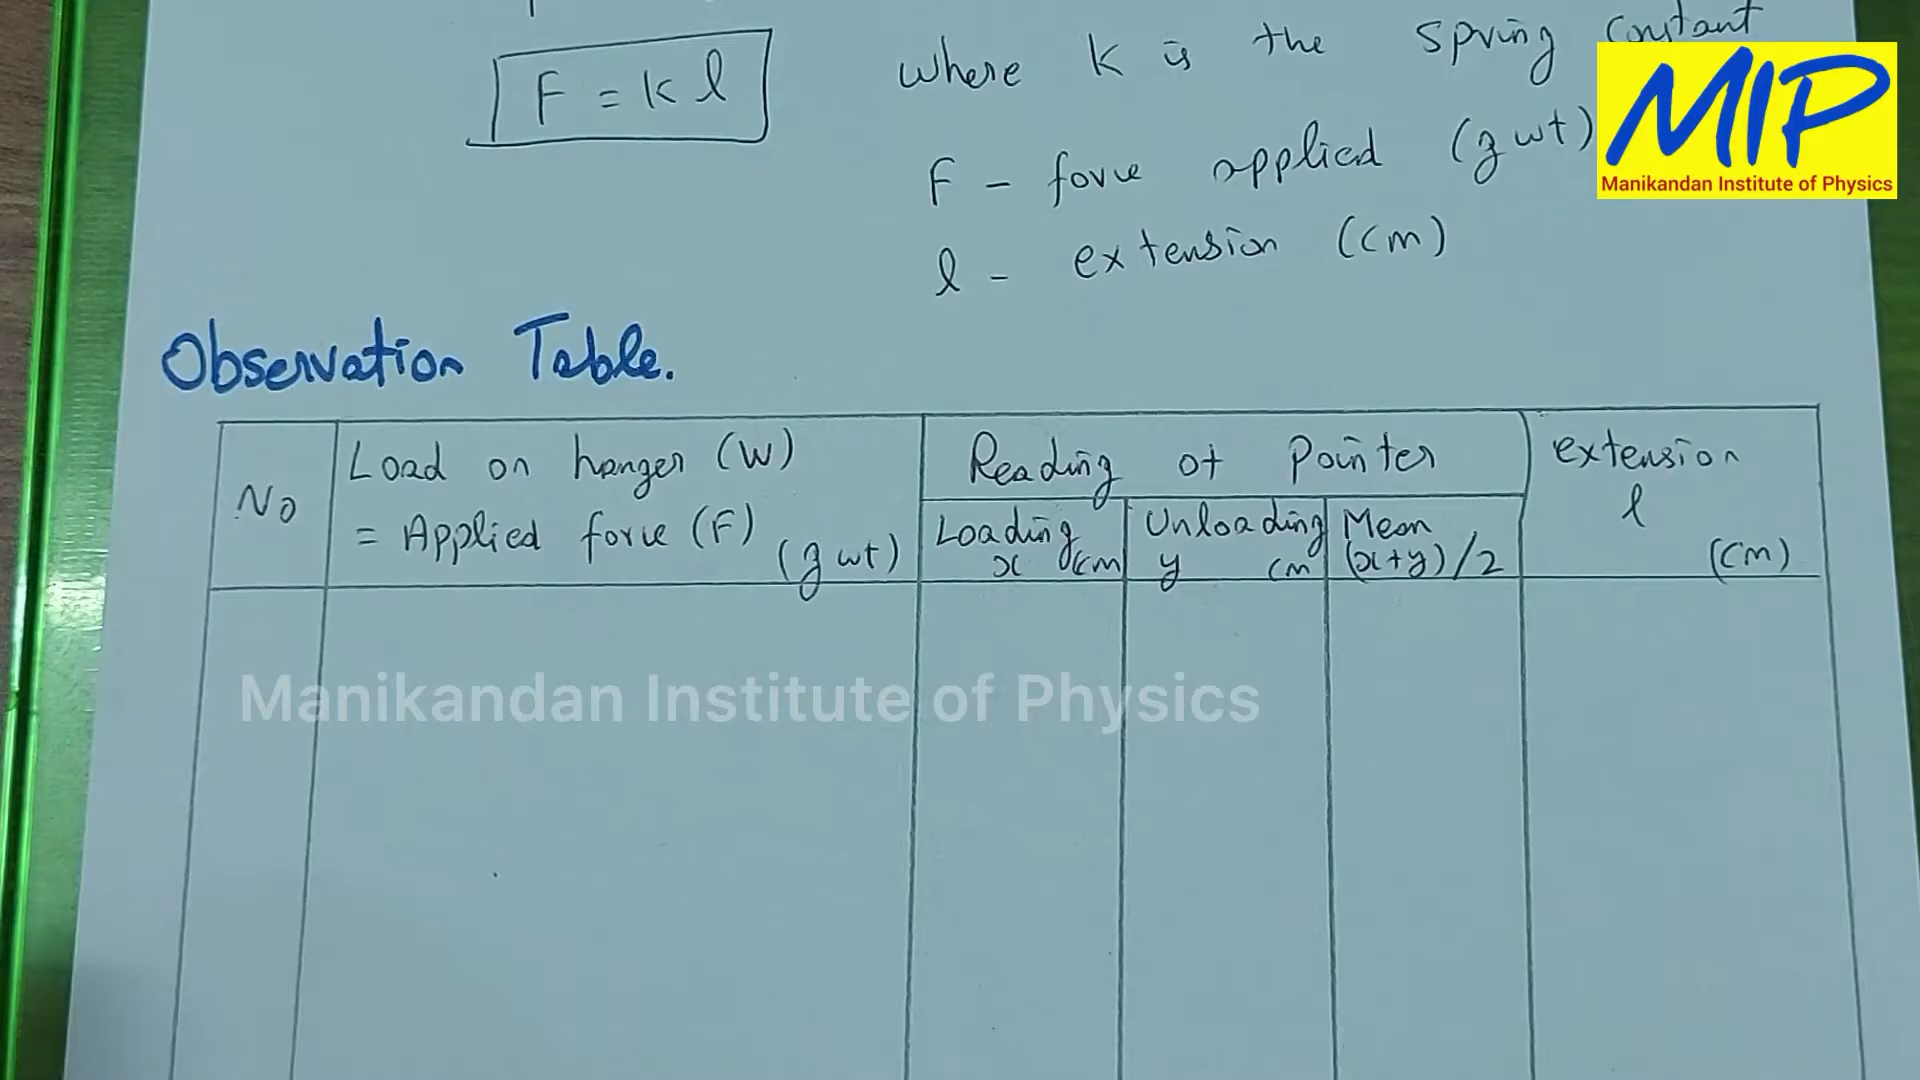 F = k l
where k is the spring constant
F - force applied (g wt)
l - extension (cm)
MIP
Manikandan Institute of Physics
Observation Table.
No
Load on hanger (W)
= Applied force (F) (g wt)
Reading of Pointer
Loading x cm
Unloading y cm
Mean (x+y)/2
extension l (cm)
Manikandan Institute of Physics